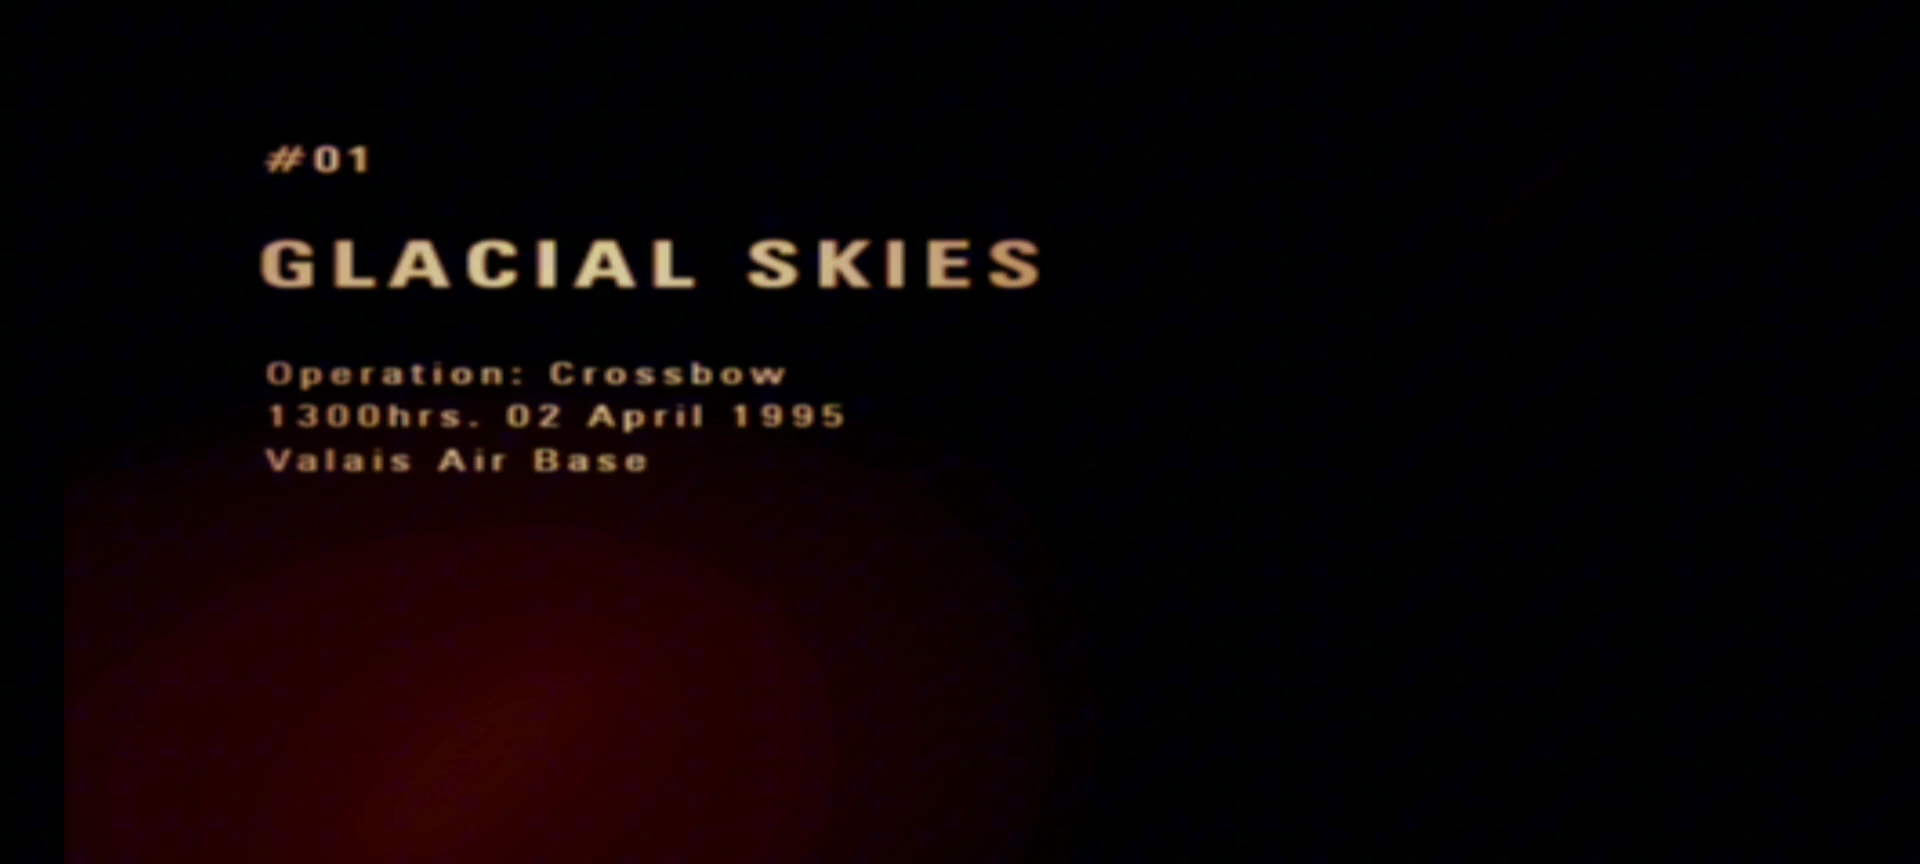 #01
GLACIAL SKIES
Operation: Crossbow
1300hrs. 02 April 1995
Valais Air Base